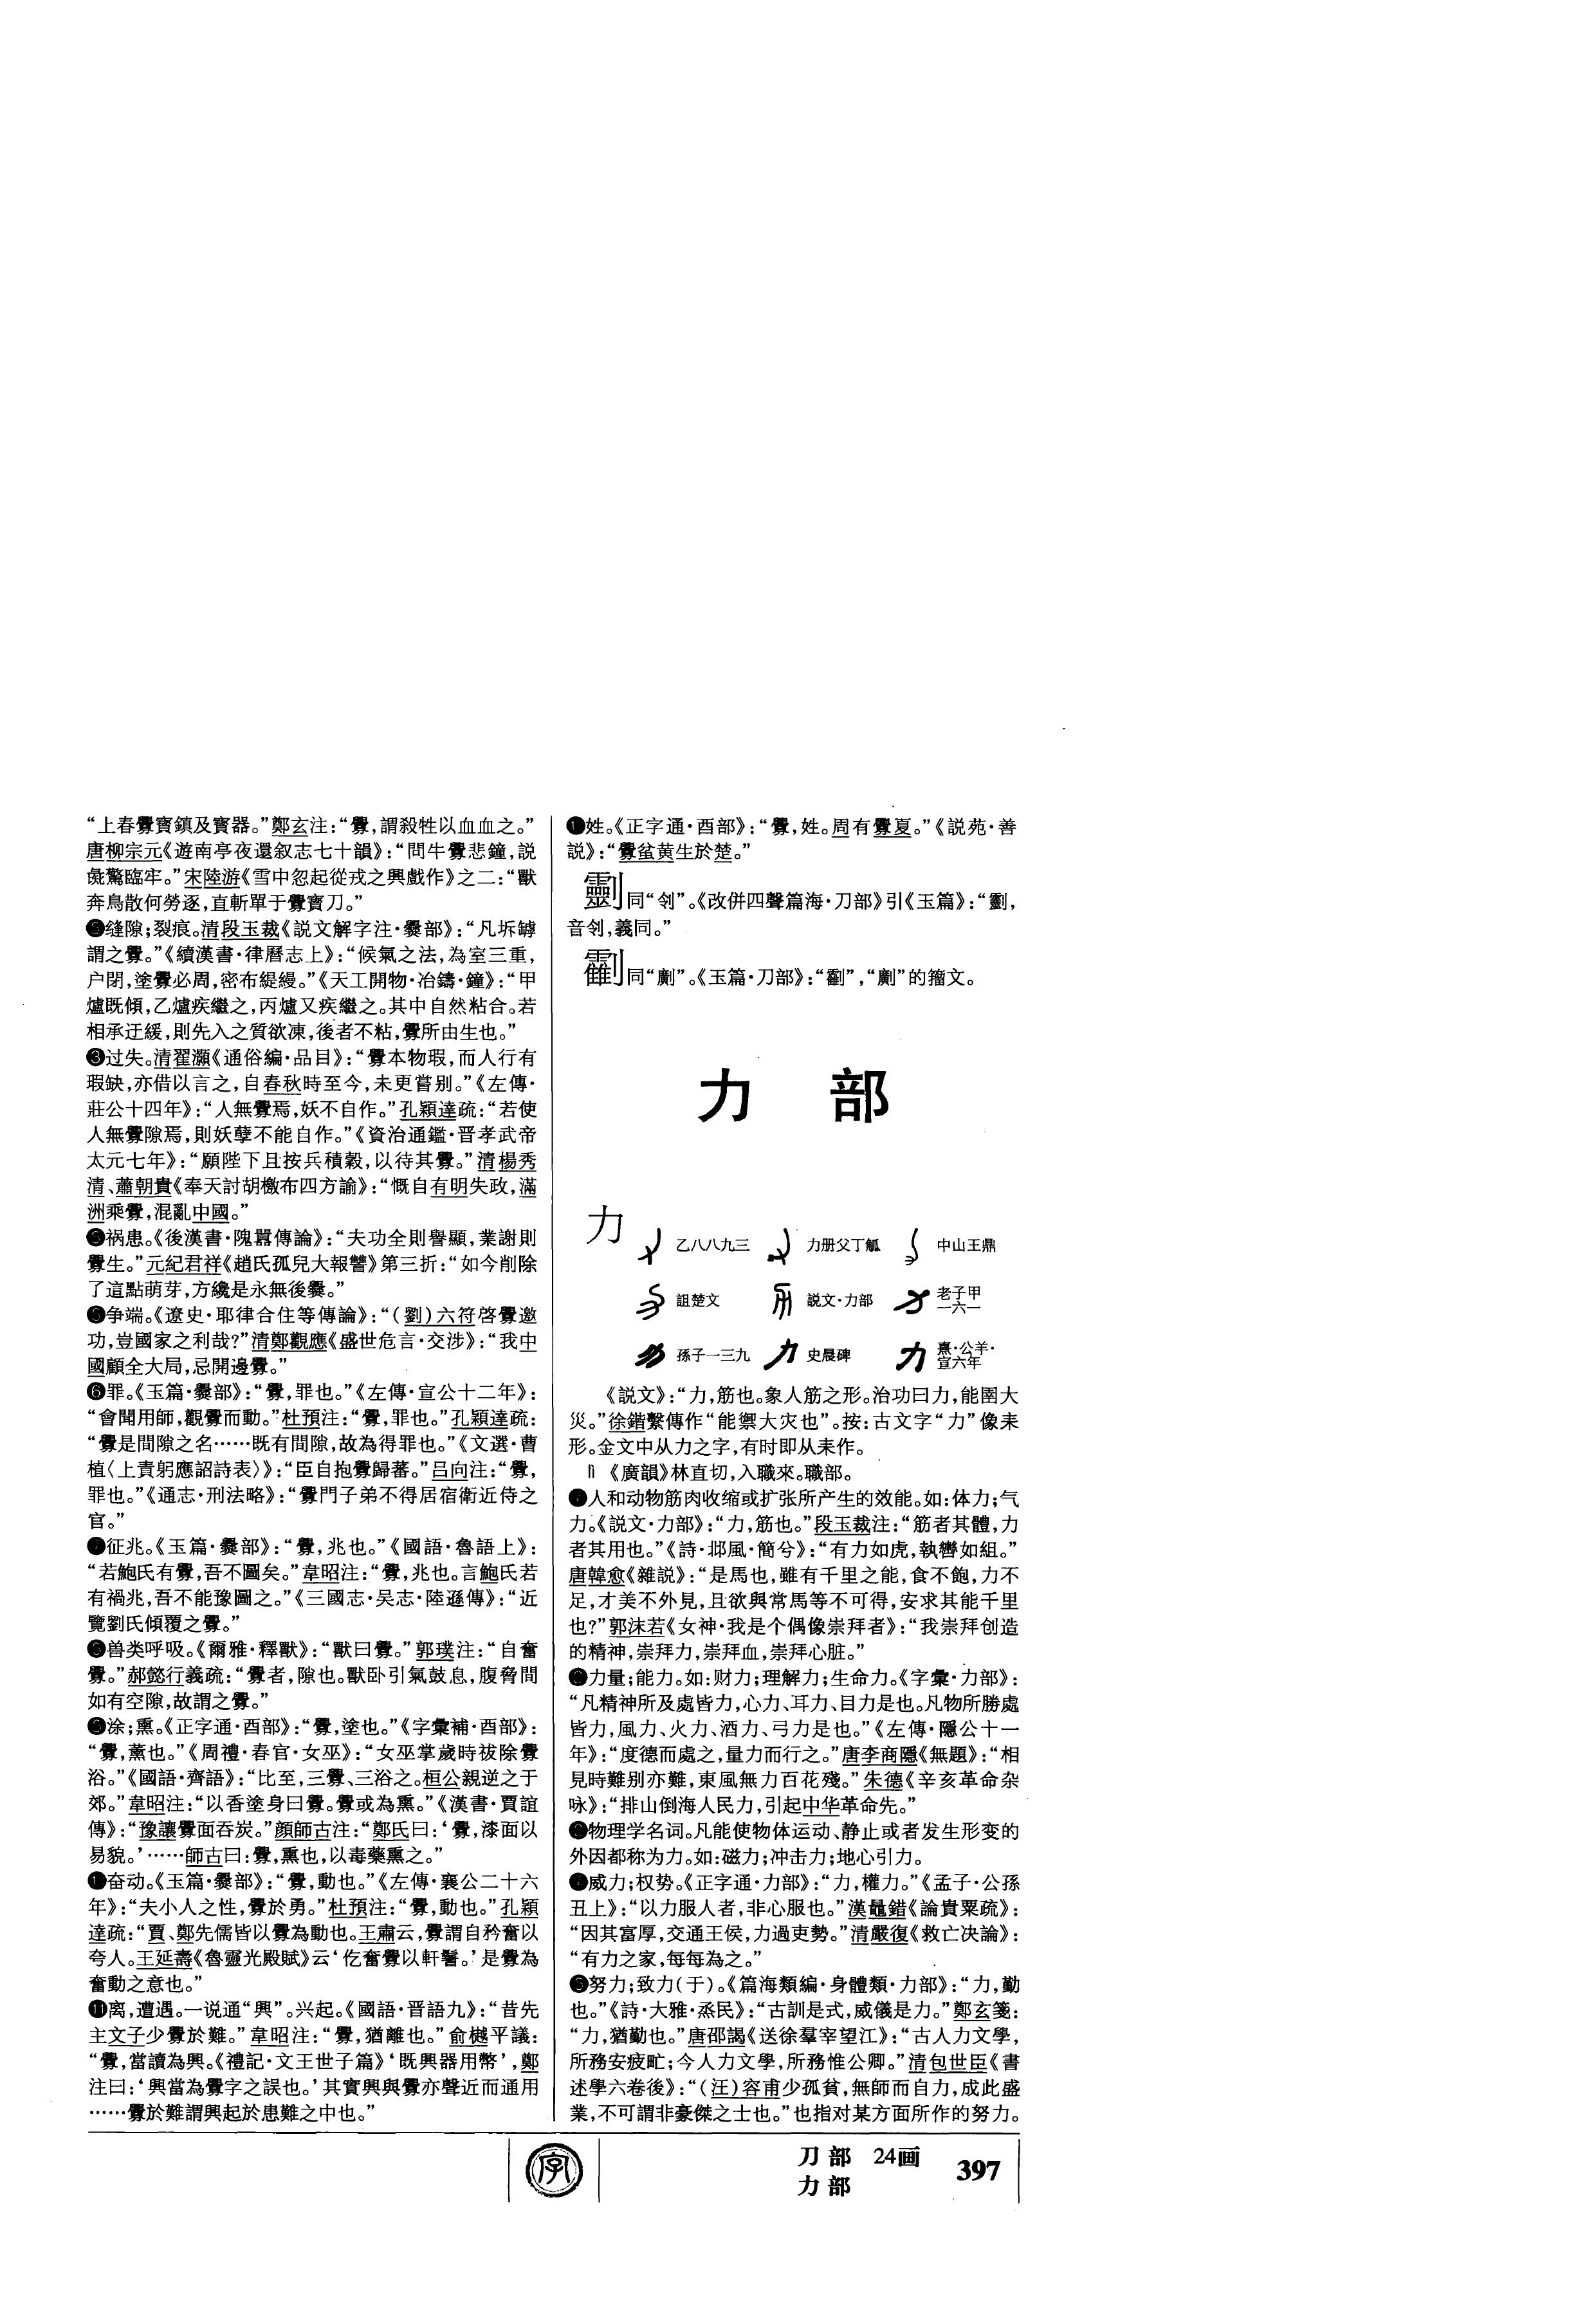 “上春釁寶鎮及寶器。”鄭玄注：“釁，謂殺牲以血血之。”
唐柳宗元《遊南亭夜還叙志七十韻》：“問牛釁悲鐘，説
彘驚臨牢。”宋陸游《雪中忽起從戎之興戲作》之二：“獸
奔鳥散何勞逐，直斬單于釁寶刀。”
❷缝隙；裂痕。清段玉裁《説文解字注·爨部》：“凡坼罅
謂之釁。”《續漢書·律曆志上》：“候氣之法，為室三重，
户閉，塗釁必周，密布緹縵。”《天工開物·冶鑄·鐘》：“甲
爐既傾，乙爐疾繼之，丙爐又疾繼之。其中自然粘合。若
相承迂緩，則先入之質欲凍，後者不粘，釁所由生也。”
❸过失。清翟灝《通俗編·品目》：“釁本物瑕，而人行有
瑕缺，亦借以言之，自春秋時至今，未更嘗别。”《左傳·
莊公十四年》：“人無釁焉，妖不自作。”孔穎達疏：“若使
人無釁隙焉，則妖孽不能自作。”《資治通鑑·晋孝武帝
太元七年》：“願陛下且按兵積穀，以待其釁。”清楊秀
清、蕭朝貴《奉天討胡檄布四方諭》：“慨自有明失政，滿
洲乘釁，混亂中國。”
❹祸患。《後漢書·隗囂傳論》：“夫功全則譽顯，業謝則
釁生。”元紀君祥《趙氏孤兒大報讐》第三折：“如今削除
了這點萌芽，方纔是永無後釁。”
❺争端。《遼史·耶律合住等傳論》：“（劉）六符啓釁邀
功，豈國家之利哉？”清鄭觀應《盛世危言·交涉》：“我中
國顧全大局，忌開邊釁。”
❻罪。《玉篇·爨部》：“釁，罪也。”《左傳·宣公十二年》：
“會聞用師，觀釁而動。”杜預注：“釁，罪也。”孔穎達疏：
“釁是間隙之名……既有間隙，故為得罪也。”《文選·曹
植〈上責躬應詔詩表〉》：“臣自抱釁歸蕃。”吕向注：“釁，
罪也。”《通志·刑法略》：“釁門子弟不得居宿衛近侍之
官。”
❼征兆。《玉篇·爨部》：“釁，兆也。”《國語·魯語上》：
“若鮑氏有釁，吾不圖矣。”韋昭注：“釁，兆也。言鮑氏若
有禍兆，吾不能豫圖之。”《三國志·吴志·陸遜傳》：“近
覽劉氏傾覆之釁。”
❽兽类呼吸。《爾雅·釋獸》：“獸曰釁。”郭璞注：“自奮
釁。”郝懿行義疏：“釁者，隙也。獸卧引氣鼓息，腹脅間
如有空隙，故謂之釁。”
❾涂；熏。《正字通·酉部》：“釁，塗也。”《字彙補·酉部》：
“釁，薰也。”《周禮·春官·女巫》：“女巫掌歲時祓除釁
浴。”《國語·齊語》：“比至，三釁、三浴之。桓公親逆之于
郊。”韋昭注：“以香塗身曰釁。釁或為熏。”《漢書·賈誼
傳》：“豫讓釁面吞炭。”顔師古注：“鄭氏曰：‘釁，漆面以
易貌。’……師古曰：釁，熏也，以毒藥熏之。”
❿奋动。《玉篇·爨部》：“釁，動也。”《左傳·襄公二十六
年》：“夫小人之性，釁於勇。”杜預注：“釁，動也。”孔穎
達疏：“賈、鄭先儒皆以釁為動也。王肅云，釁謂自矜奮以
夸人。王延壽《魯靈光殿賦》云‘仡奮釁以軒鬐。’是釁為
奮動之意也。”
⓫离，遭遇。一说通“興”。兴起。《國語·晋語九》：“昔先
主文子少釁於難。”韋昭注：“釁，猶離也。”俞樾平議：
“釁，當讀為興。《禮記·文王世子篇》‘既興器用幣’，鄭
注曰：‘興當為釁字之誤也。’其實興與釁亦聲近而通用
……釁於難謂興起於患難之中也。”
⓬姓。《正字通·酉部》：“釁，姓。周有釁夏。”《説苑·善
説》：“釁盆黄生於楚。”
同“刢”。《改併四聲篇海·刀部》引《玉篇》：
音刢，義同。”
同“劆”。《玉篇·刀部》：的籀文。
力　部
力 乙八八九三 力册父丁觚 中山王鼎
詛楚文 説文·力部 老子甲一六一
孫子一三九 史晨碑 熹·公羊·宣六年
《説文》：“力，筋也。象人筋之形。治功曰力，能圉大
災。”徐鍇繫傳作“能禦大灾也”。按：古文字“力”像耒
形。金文中从力之字，有时即从耒作。
lì 《廣韻》林直切，入職來。職部。
❶人和动物筋肉收缩或扩张所产生的效能。如：体力；气
力。《説文·力部》：“力，筋也。”段玉裁注：“筋者其體，力
者其用也。”《詩·邶風·簡兮》：“有力如虎，執轡如組。”
唐韓愈《雜説》：“是馬也，雖有千里之能，食不飽，力不
足，才美不外見，且欲與常馬等不可得，安求其能千里
也？”郭沫若《女神·我是个偶像崇拜者》：“我崇拜创造
的精神，崇拜力，崇拜血，崇拜心脏。”
❷力量；能力。如：财力；理解力；生命力。《字彙·力部》：
“凡精神所及處皆力，心力、耳力、目力是也。凡物所勝處
皆力，風力、火力、酒力、弓力是也。”《左傳·隱公十一
年》：“度德而處之，量力而行之。”唐李商隱《無題》：“相
見時難别亦難，東風無力百花殘。”朱德《辛亥革命杂
咏》：“排山倒海人民力，引起中华革命先。”
❸物理学名词。凡能使物体运动、静止或者发生形变的
外因都称为力。如：磁力；冲击力；地心引力。
❹威力；权势。《正字通·力部》：“力，權力。”《孟子·公孫
丑上》：“以力服人者，非心服也。”漢鼂錯《論貴粟疏》：
“因其富厚，交通王侯，力過吏勢。”清嚴復《救亡决論》：
“有力之家，每每為之。”
❺努力；致力（于）。《篇海類編·身體類·力部》：“力，勤
也。”《詩·大雅·烝民》：“古訓是式，威儀是力。”鄭玄箋：
“力，猶勤也。”唐邵謁《送徐羣宰望江》：“古人力文學，
所務安疲甿；今人力文學，所務惟公卿。”清包世臣《書
述學六卷後》：“（汪）容甫少孤貧，無師而自力，成此盛
業，不可謂非豪傑之士也。”也指对某方面所作的努力。
字
刀部　24画
力部
397